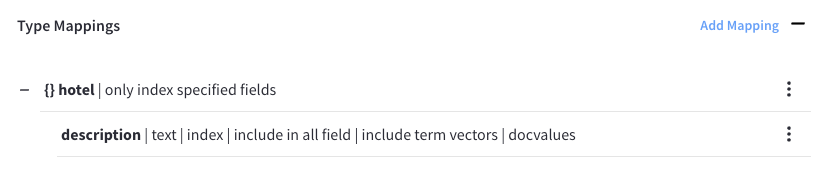 Type Mappings Add Mapping
{} hotel | only index specified fields
description | text | index | include in all field | include term vectors | docvalues